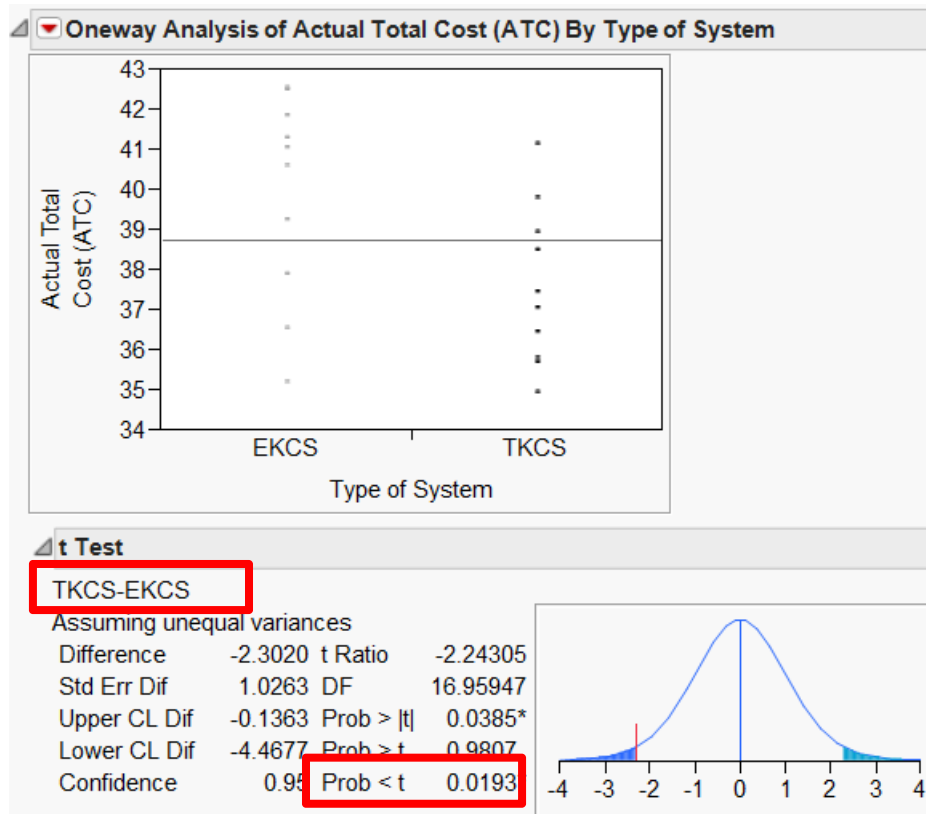 Oneway Analysis of Actual Total Cost (ATC) By Type of System
43
42
41
40
39
38
37
36
35
34
Actual Total
Cost (ATC)
EKCS TKCS
Type of System
t Test
TKCS-EKCS
Assuming unequal variances
Difference -2.3020 t Ratio -2.24305
Std Err Dif 1.0263 DF 16.95947
Upper CL Dif -0.1363 Prob > |t| 0.0385*
Lower CL Dif -4.4677 Prob > t 0.9807
Confidence 0.95 Prob < t 0.0193
-4 -3 -2 -1 0 1 2 3 4